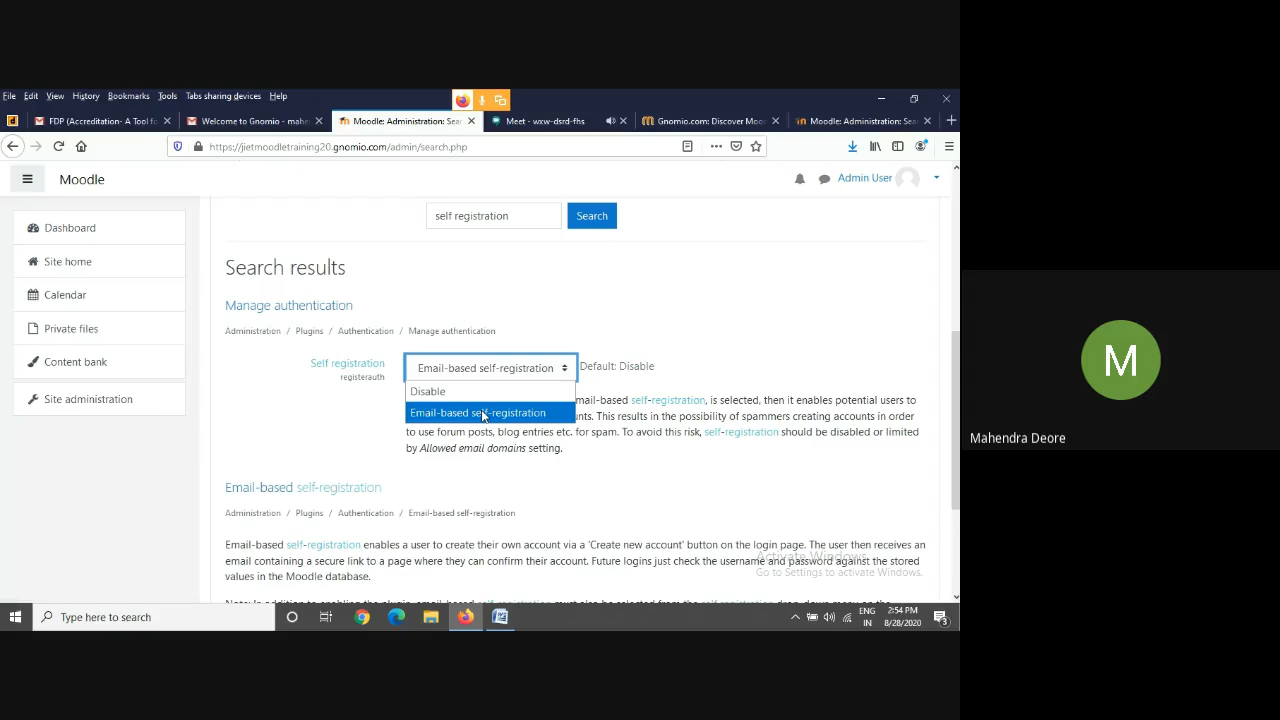 File Edit View History Bookmarks Tools Tabs sharing devices Help
FDP (Accreditation- A Tool fo
Welcome to Gnomio - mahe
Moodle: Administration: Sea
Meet - wxw-dsrd-fhs
Gnomio.com: Discover Moo
Moodle: Administration: Sea
https://jietmoodletraining20.gnomio.com/admin/search.php
Moodle
Admin User
Dashboard
Site home
Calendar
Private files
Content bank
Site administration
self registration
Search
Search results
Manage authentication
Administration / Plugins / Authentication / Manage authentication
Self registration
registerauth
Email-based self-registration
Default: Disable
Disable
Email-based self-registration
mail-based self-registration, is selected, then it enables potential users to
nts. This results in the possibility of spammers creating accounts in order
to use forum posts, blog entries etc. for spam. To avoid this risk, self-registration should be disabled or limited
by Allowed email domains setting.
Email-based self-registration
Administration / Plugins / Authentication / Email-based self-registration
Email-based self-registration enables a user to create their own account via a 'Create new account' button on the login page. The user then receives an
email containing a secure link to a page where they can confirm their account. Future logins just check the username and password against the stored
values in the Moodle database.
Activate Windows
Go to Settings to activate Windows.
Type here to search
ENG
IN
2:54 PM
8/28/2020
3
M
Mahendra Deore